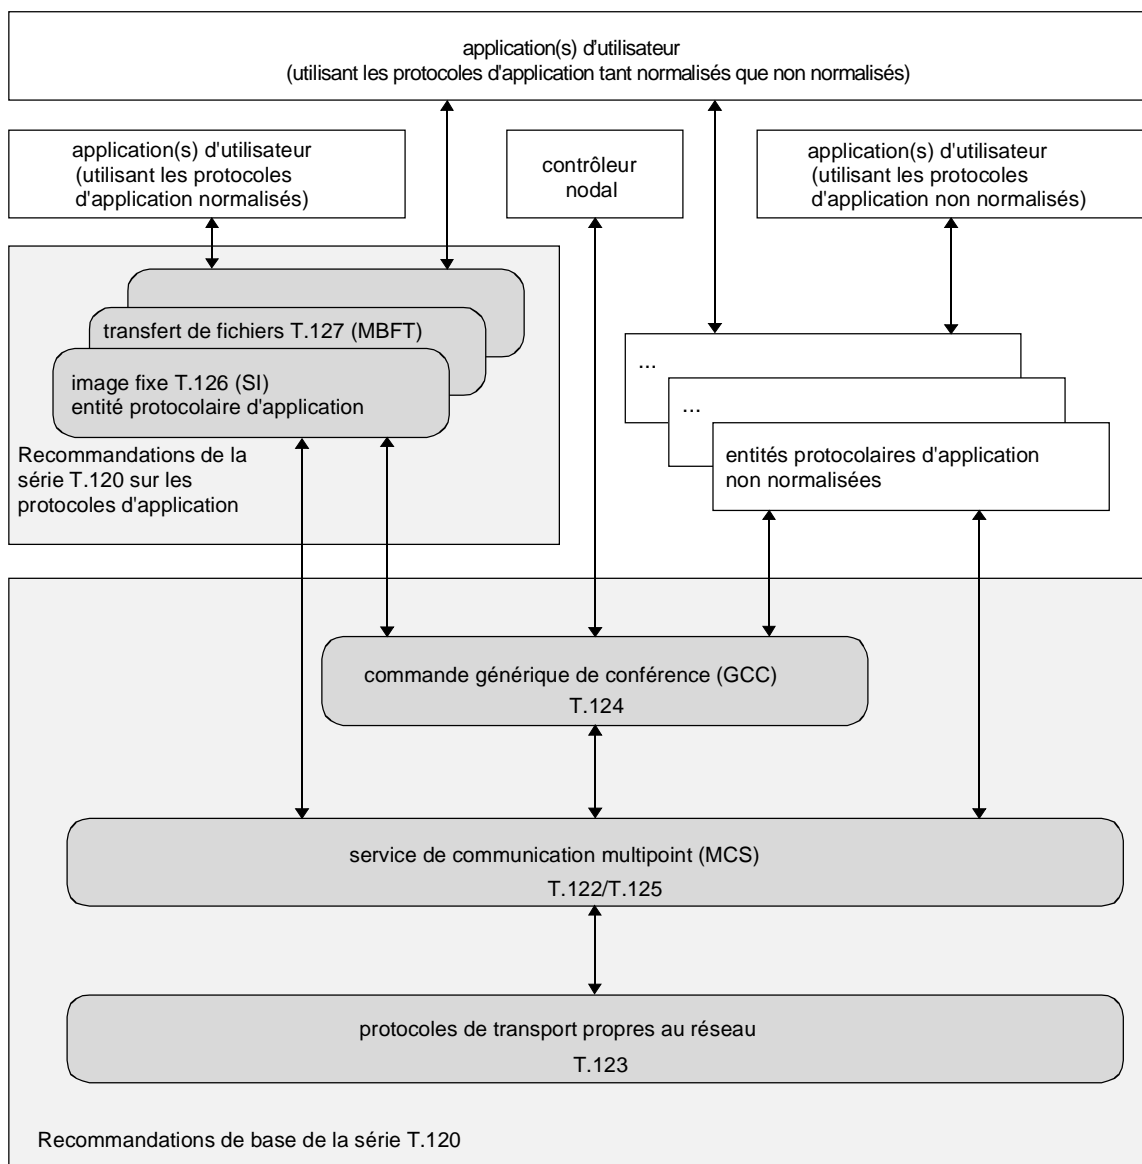 application(s) d'utilisateur
(utilisant les protocoles d'application tant normalisés que non normalisés)
application(s) d'utilisateur
(utilisant les protocoles
d'application normalisés)
contrôleur
nodal
application(s) d'utilisateur
(utilisant les protocoles
d'application non normalisés)
transfert de fichiers T.127 (MBFT)
image fixe T.126 (SI)
entité protocolaire d'application
Recommandations de la
série T.120 sur les
protocoles d'application
...
...
entités protocolaires d'application
non normalisées
commande générique de conférence (GCC)
T.124
service de communication multipoint (MCS)
T.122/T.125
protocoles de transport propres au réseau
T.123
Recommandations de base de la série T.120